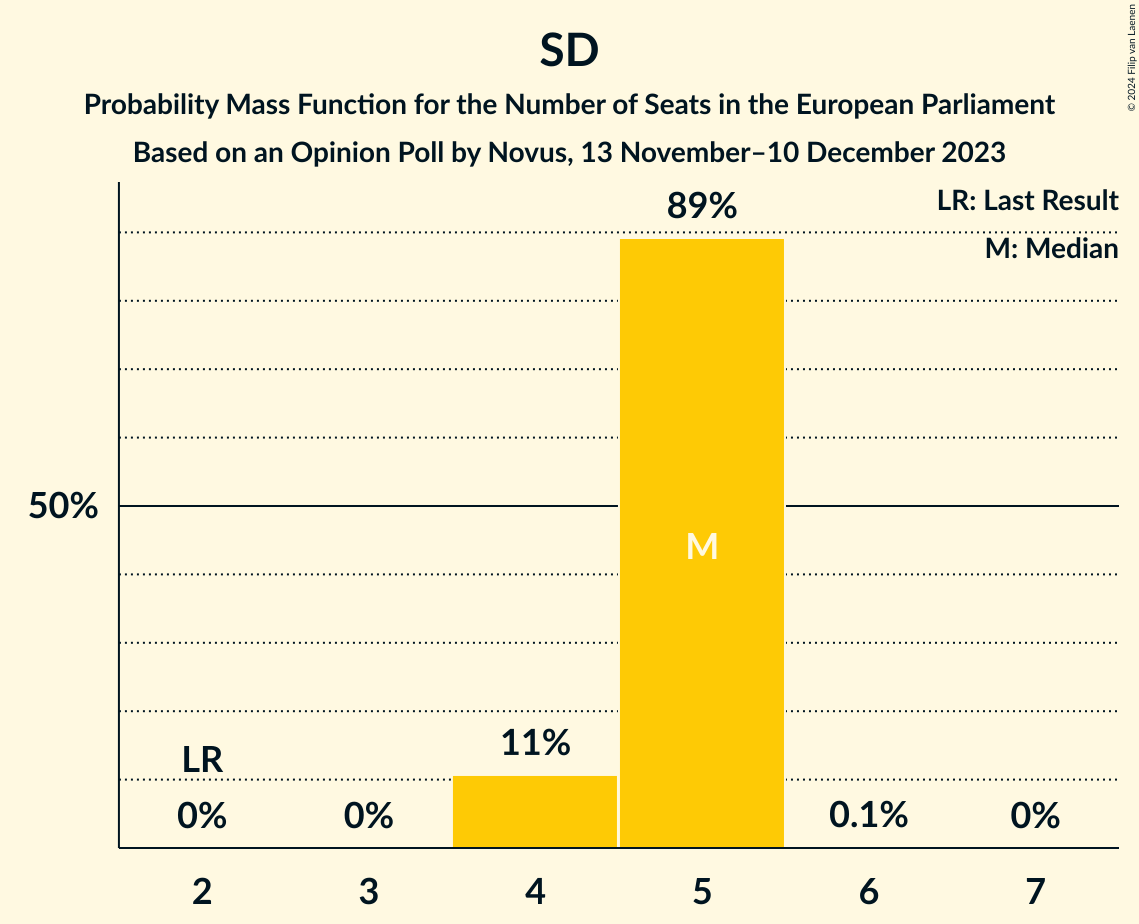 SD
Probability Mass Function for the Number of Seats in the European Parliament
Based on an Opinion Poll by Novus, 13 November–10 December 2023
© 2024 Filip van Laenen
LR: Last Result
M: Median
89%
50%
M
11%
LR
0%
0%
0.1%
0%
2
3
4
5
6
7